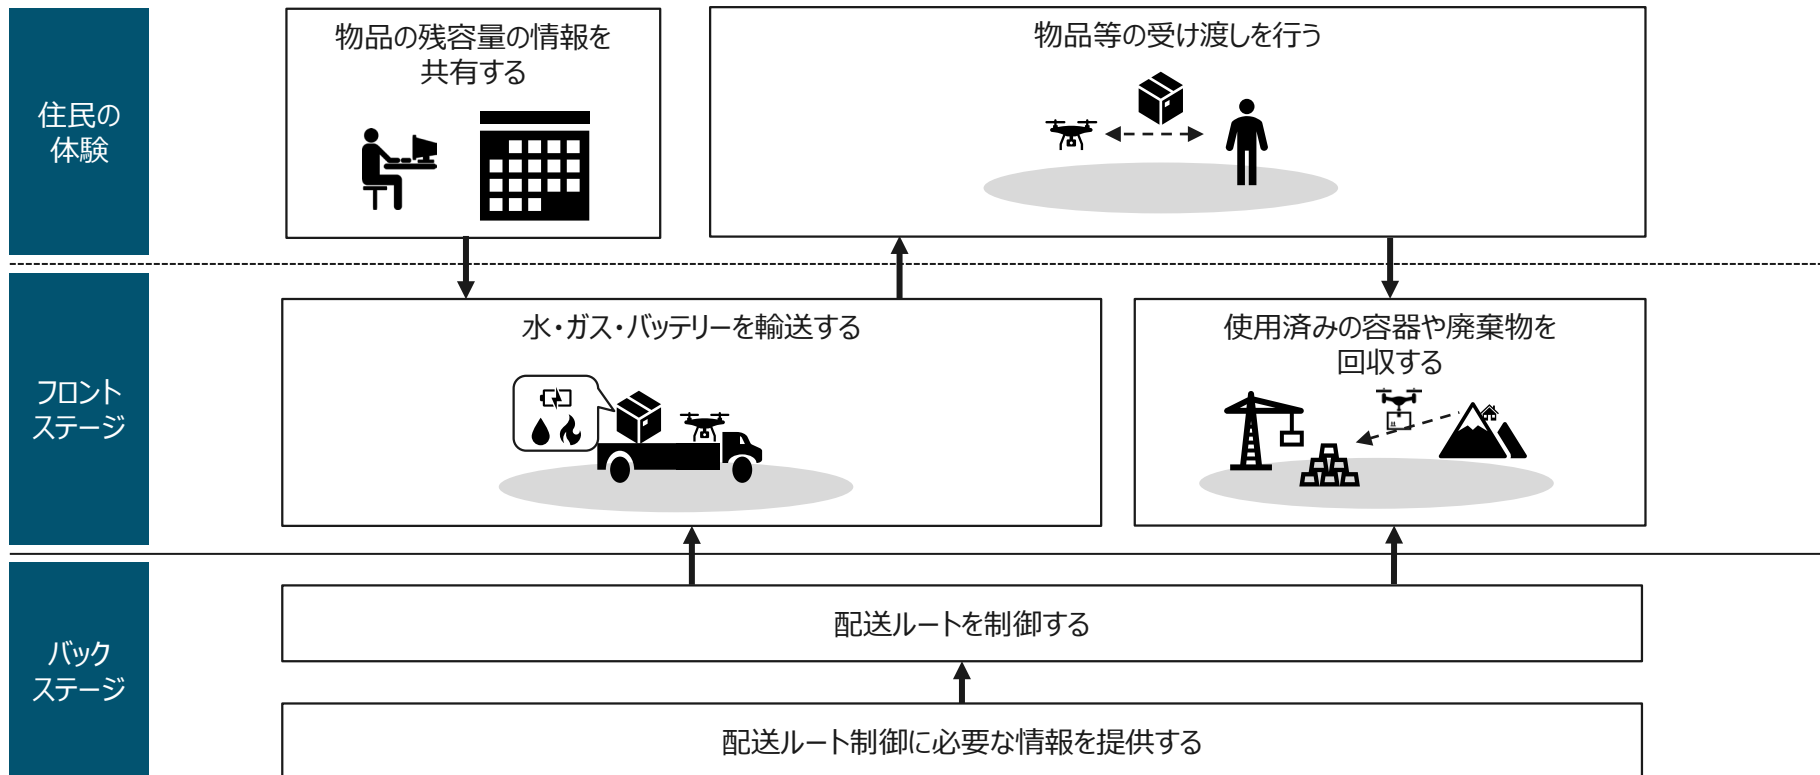 住民の
体験
物品の残容量の情報を
共有する
物品等の受け渡しを行う
フロント
ステージ
水・ガス・バッテリーを輸送する
使用済みの容器や廃棄物を
回収する
バック
ステージ
配送ルートを制御する
配送ルート制御に必要な情報を提供する